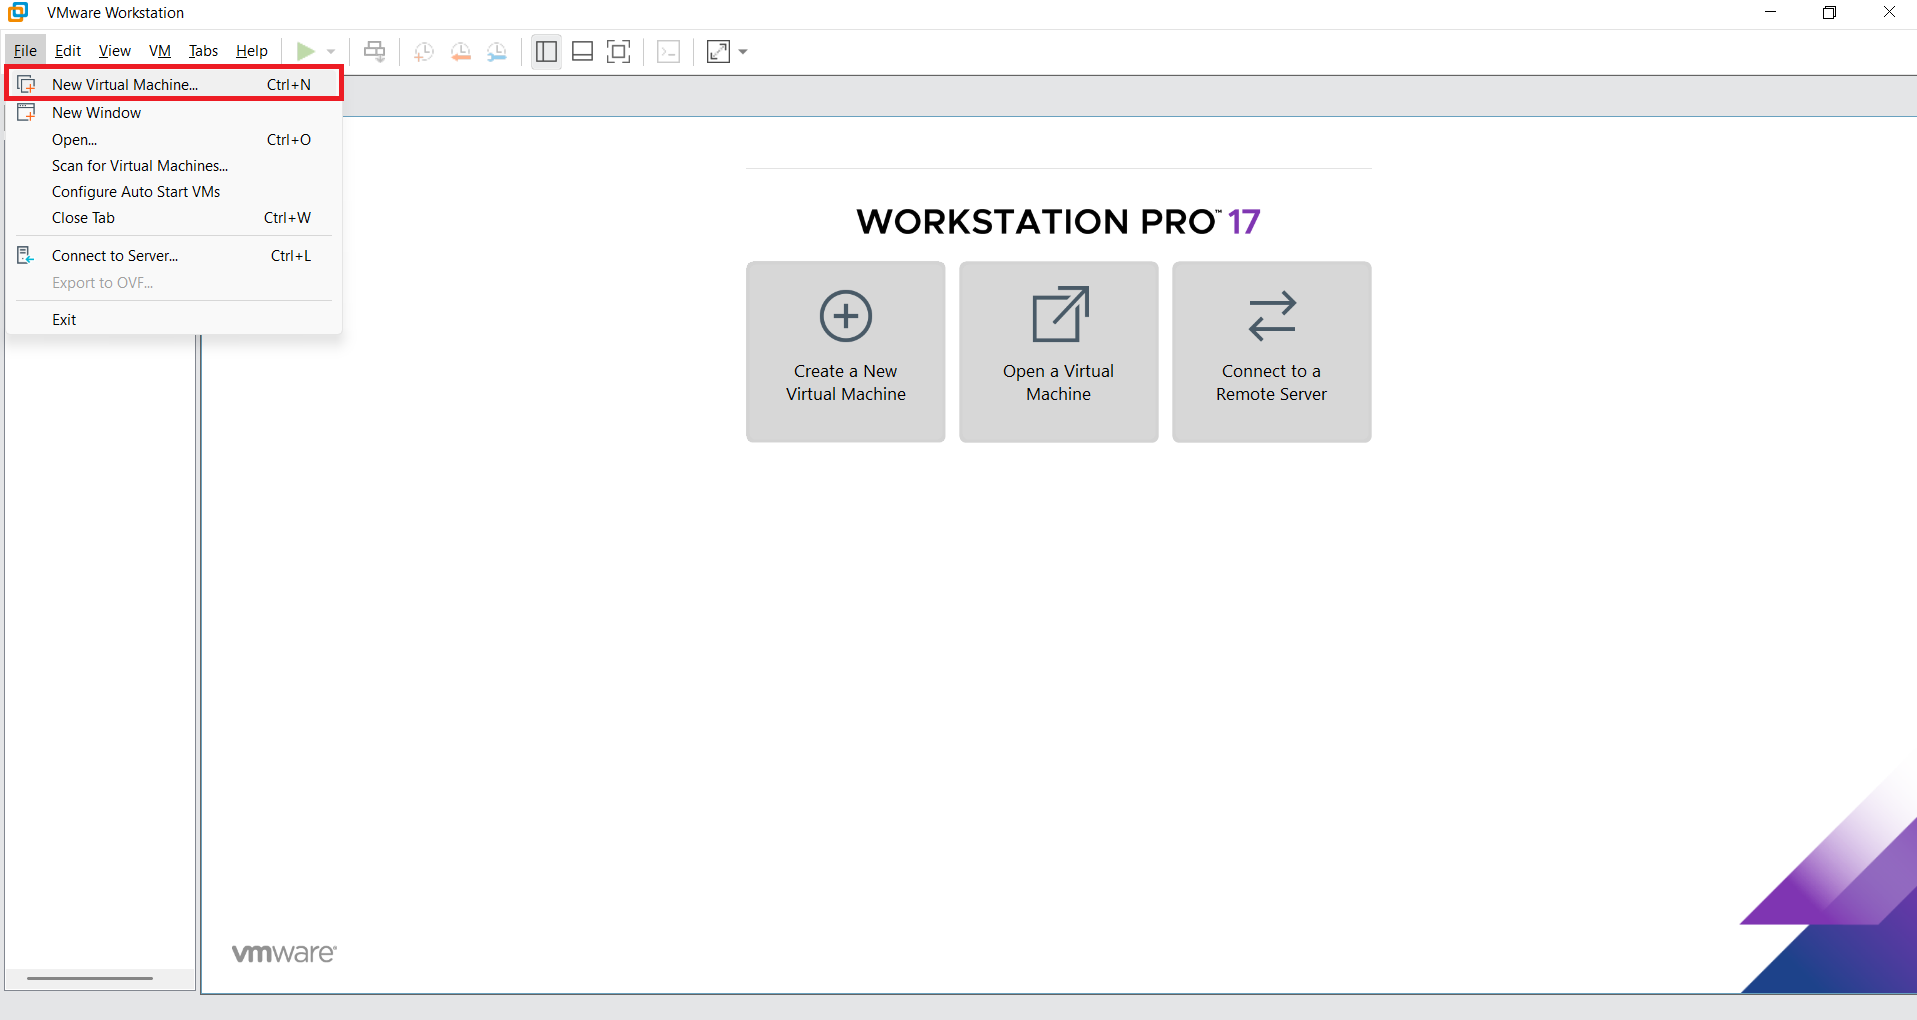 VMware Workstation
File Edit View VM Tabs Help
New Virtual Machine... Ctrl+N
New Window
Open... Ctrl+O
Scan for Virtual Machines...
Configure Auto Start VMs
Close Tab Ctrl+W
Connect to Server... Ctrl+L
Export to OVF...
Exit
WORKSTATION PRO™ 17
Create a New
Virtual Machine
Open a Virtual
Machine
Connect to a
Remote Server
vmware®